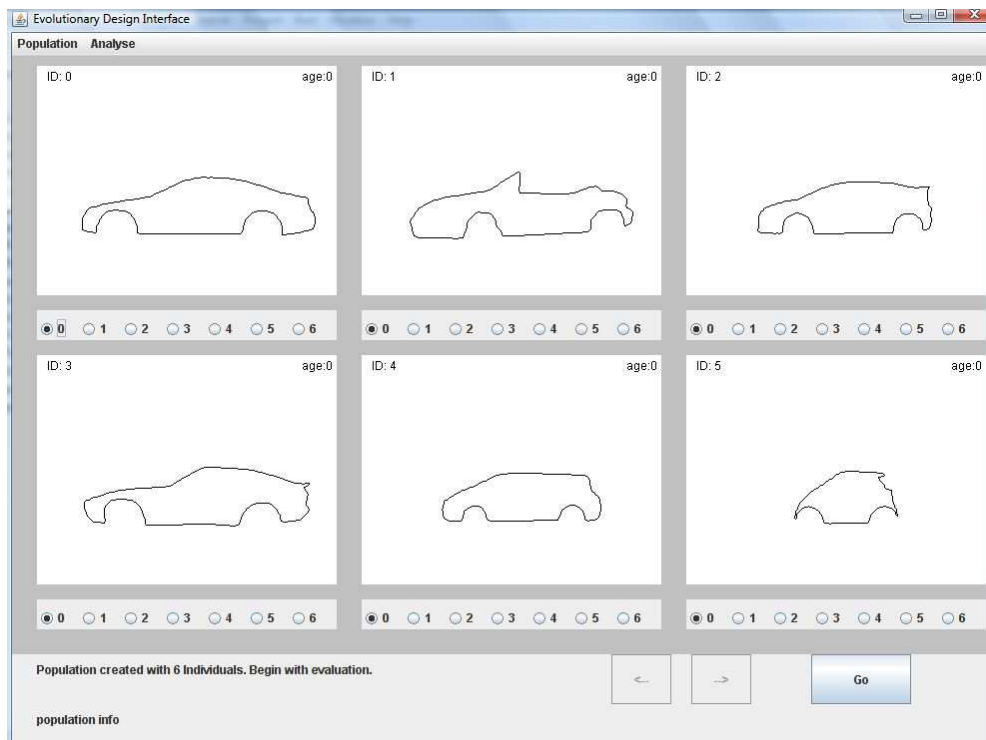 Evolutionary Design Interface
Population Analyse
ID: 0 age:0
ID: 1 age:0
ID: 2 age:0
0 1 2 3 4 5 6
0 1 2 3 4 5 6
0 1 2 3 4 5 6
ID: 3 age:0
ID: 4 age:0
ID: 5 age:0
0 1 2 3 4 5 6
0 1 2 3 4 5 6
0 1 2 3 4 5 6
Population created with 6 Individuals. Begin with evaluation.
<-- --> Go
population info